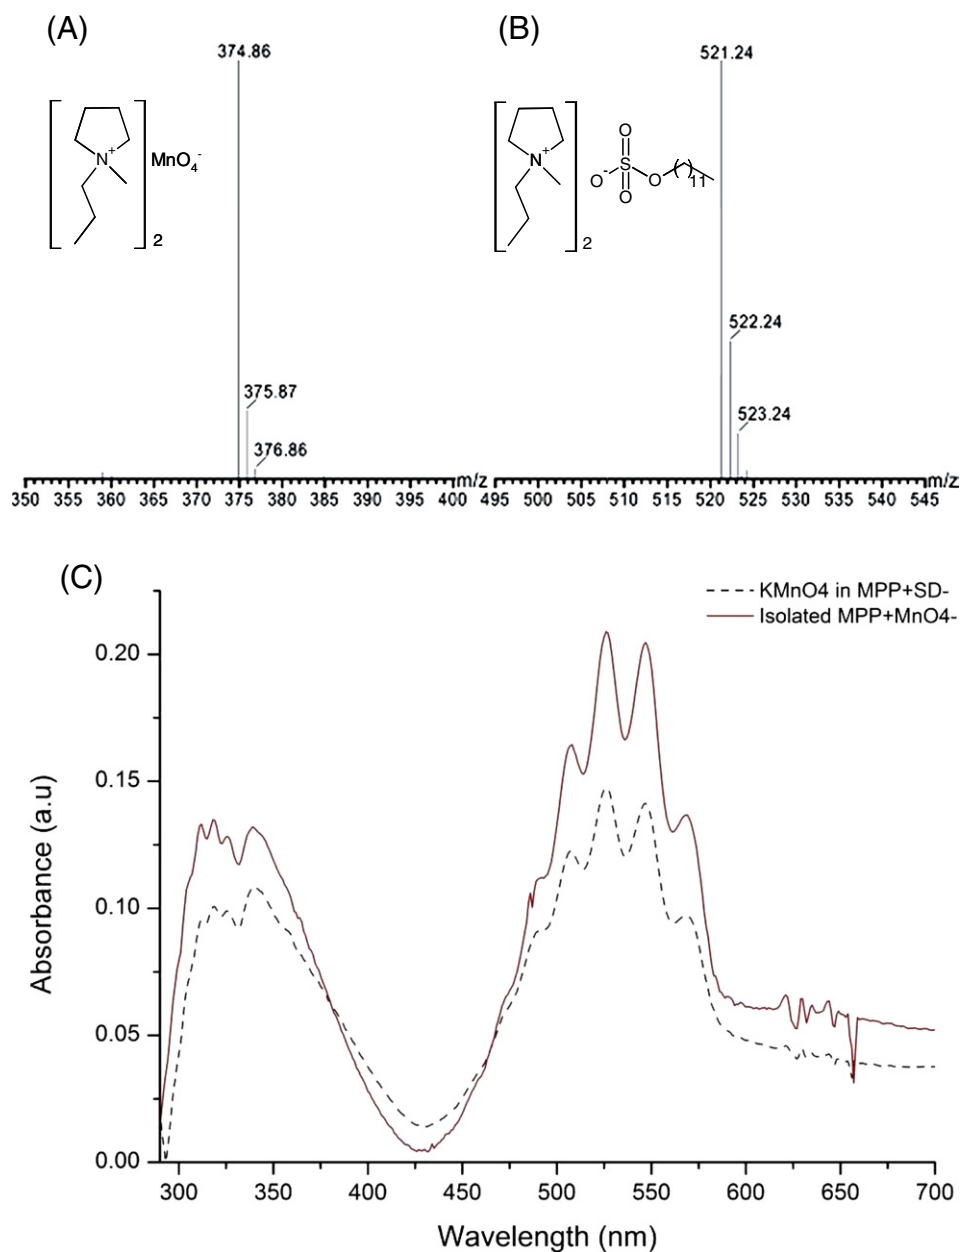 (A)
(B)
374.86
521.24
N+
MnO4-
2
N+
O
O-
S
O
O
( )11
2
522.24
375.87
523.24
376.86
m/z
m/z
350 355 360 365 370 375 380 385 390 395 400
495 500 505 510 515 520 525 530 535 540 545
(C)
KMnO4 in MPP+SD-
Isolated MPP+MnO4-
0.20
0.15
0.10
0.05
0.00
Absorbance (a.u)
300 350 400 450 500 550 600 650 700
Wavelength (nm)